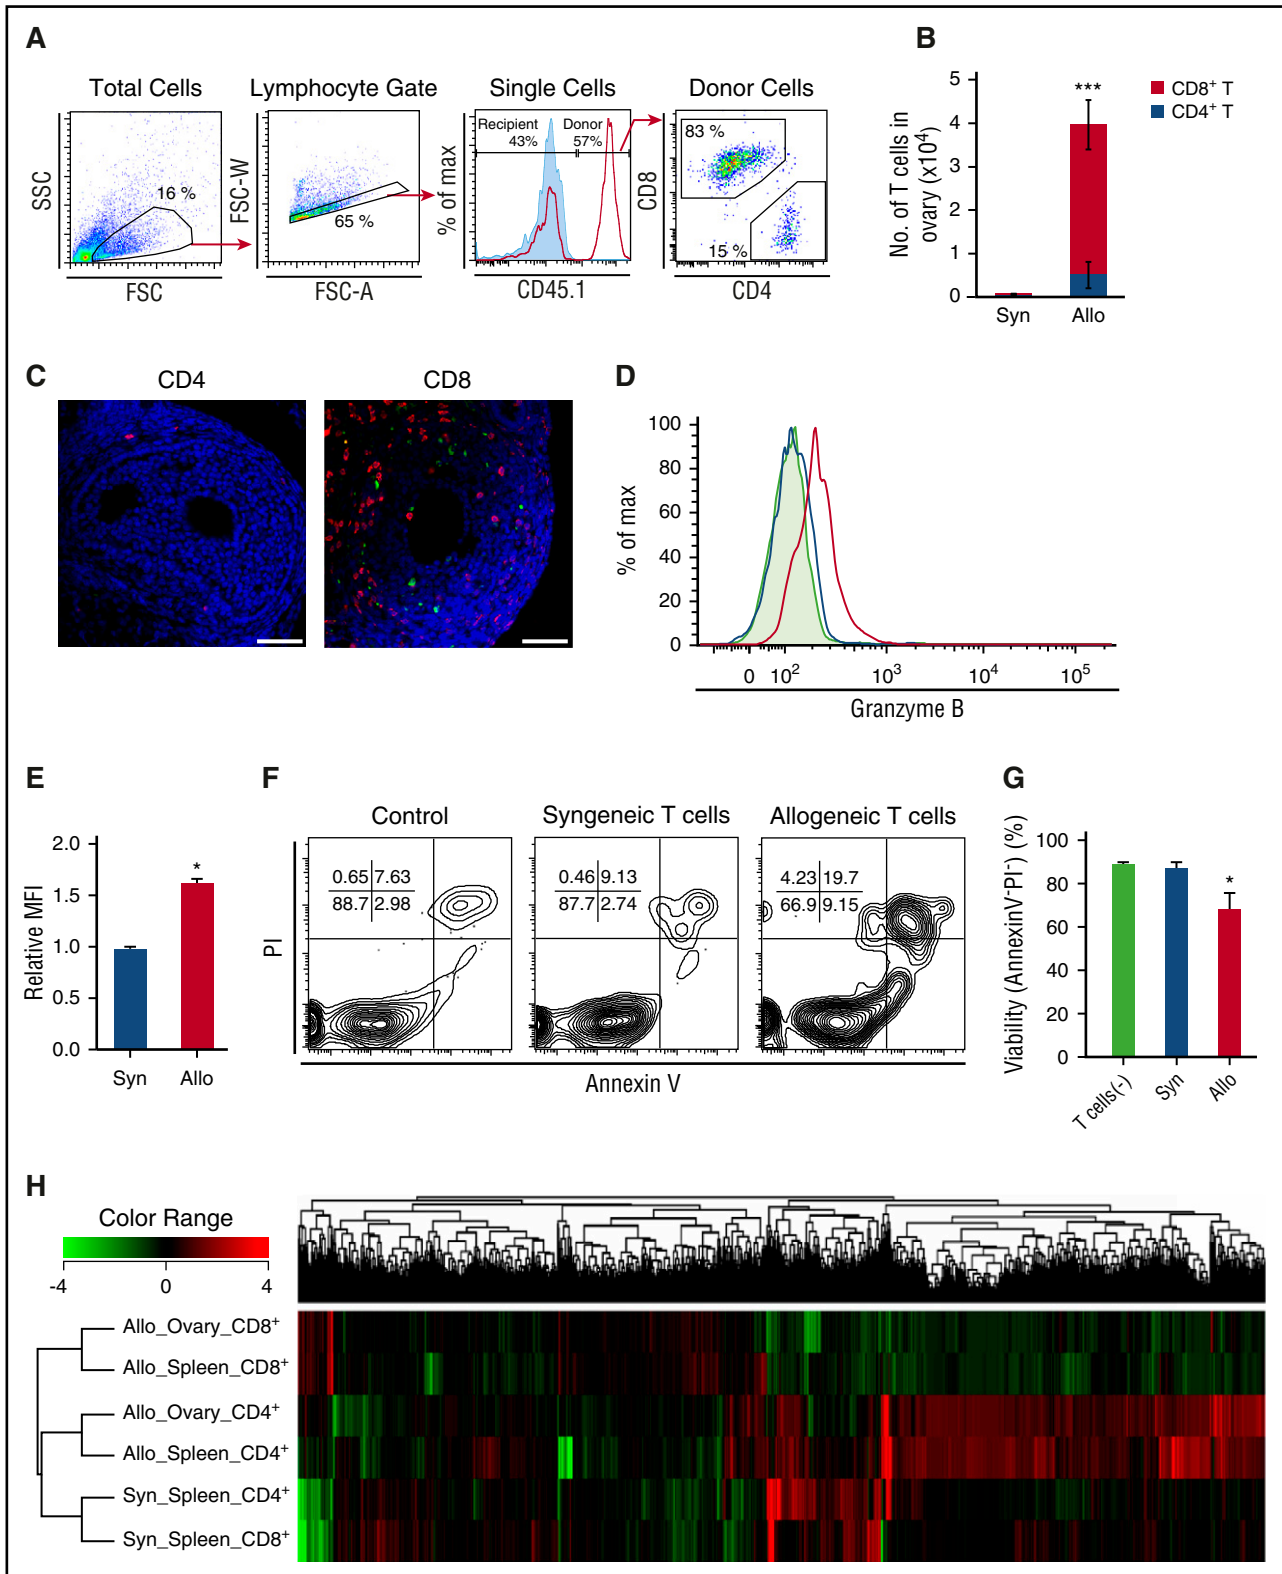 A
Total Cells
Lymphocyte Gate
Single Cells
Donor Cells
SSC
16 %
FSC
FSC-W
65 %
FSC-A
% of max
Recipient
43%
Donor
57%
CD45.1
CD8
83 %
15 %
CD4
B
No. of T cells in
ovary (x10⁴)
5
4
3
2
1
0
***
Syn
Allo
CD8⁺ T
CD4⁺ T
C
CD4
CD8
D
% of max
100
80
60
40
20
0
0 10² 10³ 10⁴ 10⁵
Granzyme B
E
Relative MFI
2.0
1.5
1.0
0.5
0.0
*
Syn
Allo
F
Control
Syngeneic T cells
Allogeneic T cells
PI
0.65 7.63
88.7 2.98
0.46 9.13
87.7 2.74
4.23 19.7
66.9 9.15
Annexin V
G
Viability (AnnexinV⁻PI⁻) (%)
100
80
60
40
20
0
*
T cells(-)
Syn
Allo
H
Color Range
-4 0 4
Allo_Ovary_CD8⁺
Allo_Spleen_CD8⁺
Allo_Ovary_CD4⁺
Allo_Spleen_CD4⁺
Syn_Spleen_CD4⁺
Syn_Spleen_CD8⁺